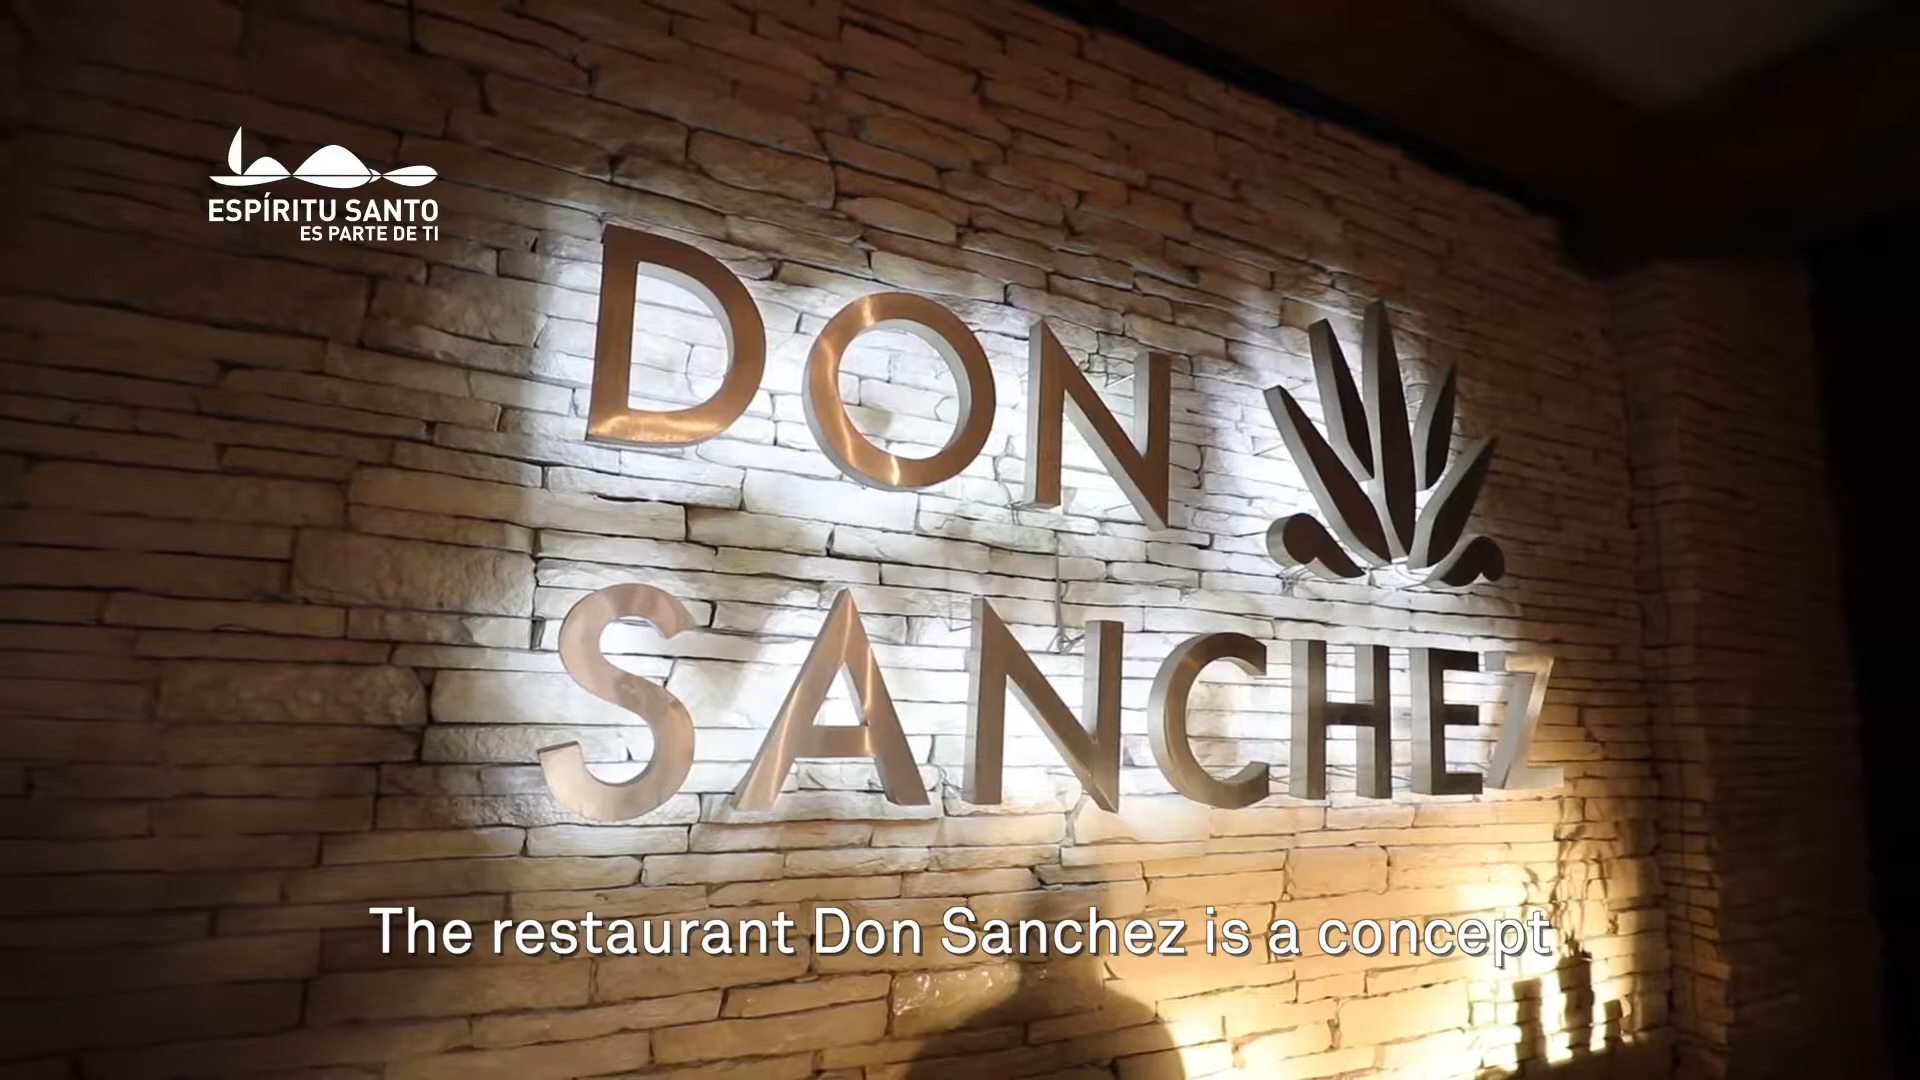 ESPÍRITU SANTO
ES PARTE DE TI
DON
SANCHEZ
The restaurant Don Sanchez is a concept